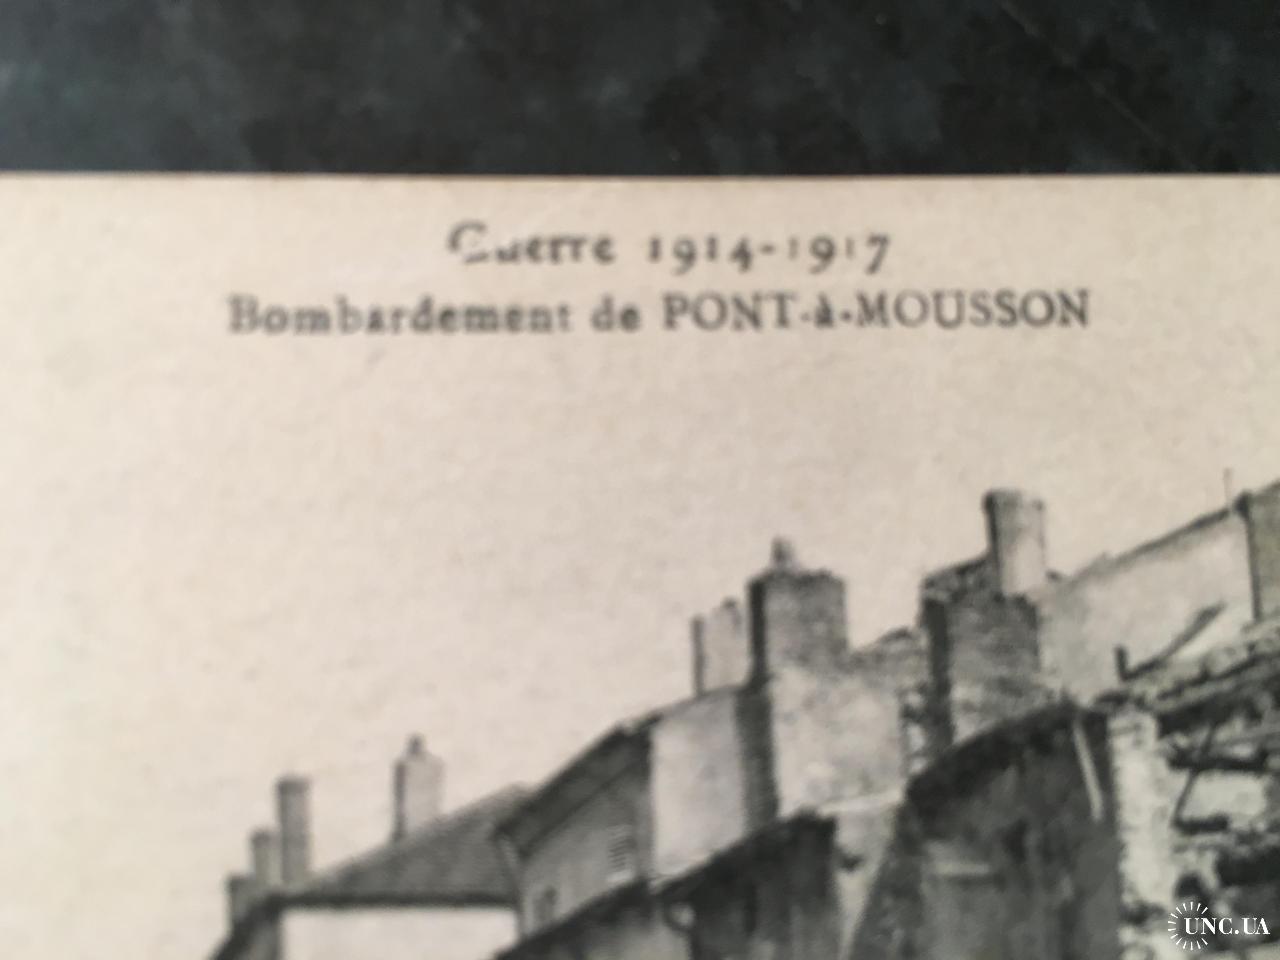 Guerre 1914-1917
Bombardement de PONT-à-MOUSSON
UNC.UA